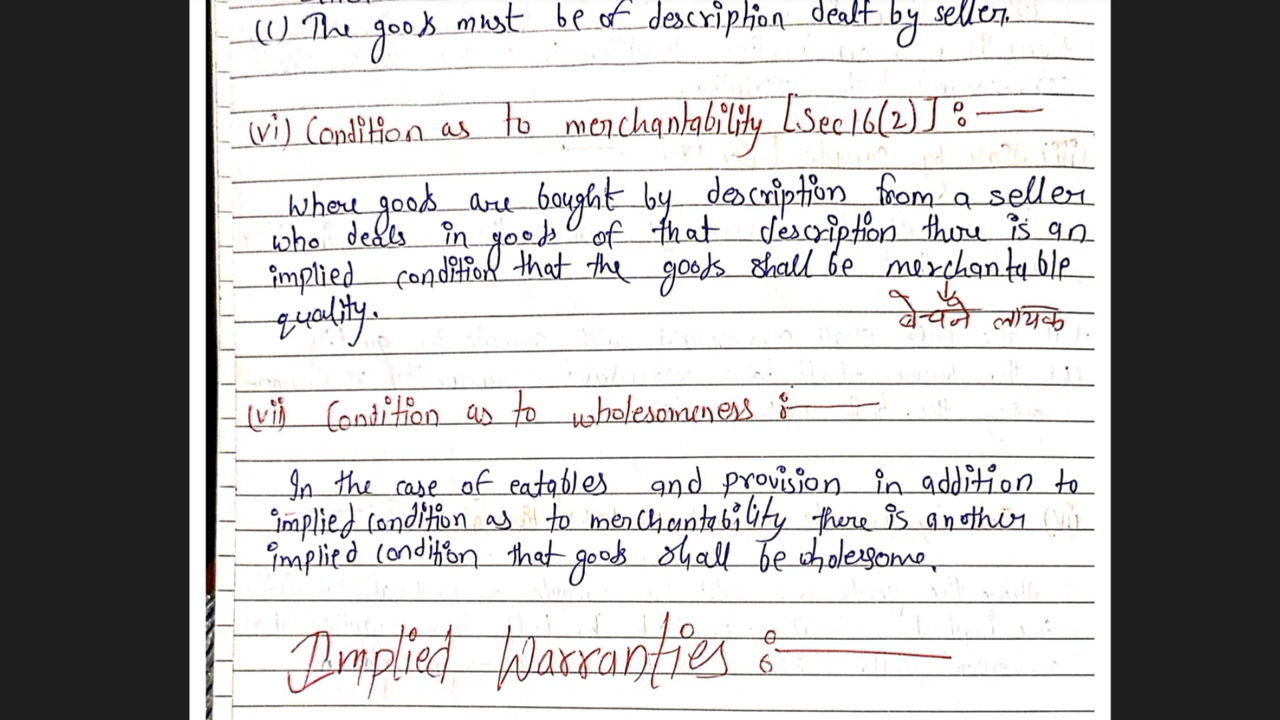 (c) The goods must be of description dealt by seller.
(vi) Condition as to merchantability [Sec 16(2)] :—
Where goods are bought by description from a seller
who deals in goods of that description there is an
implied condition that the goods shall be merchantable
quality.
बेचने लायक
(vii) Condition as to wholesomeness :—
In the case of eatables and provision in addition to
implied condition as to merchantability there is another
implied condition that goods shall be wholesome.
Implied Warranties :—